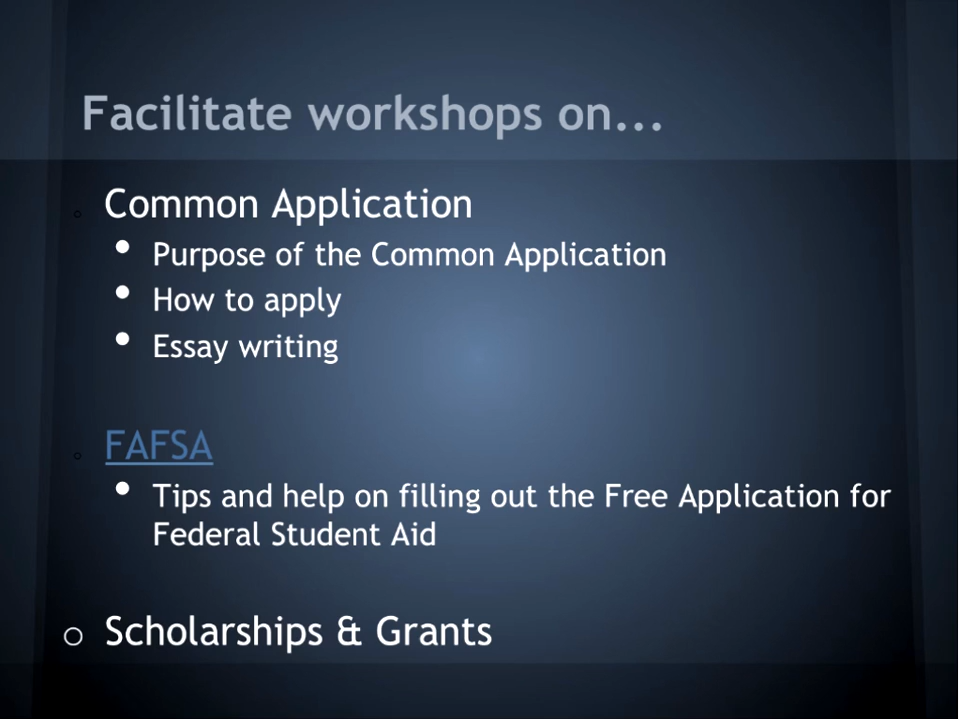 Facilitate workshops on...
o Common Application
• Purpose of the Common Application
• How to apply
• Essay writing
o FAFSA
• Tips and help on filling out the Free Application for
Federal Student Aid
o Scholarships & Grants